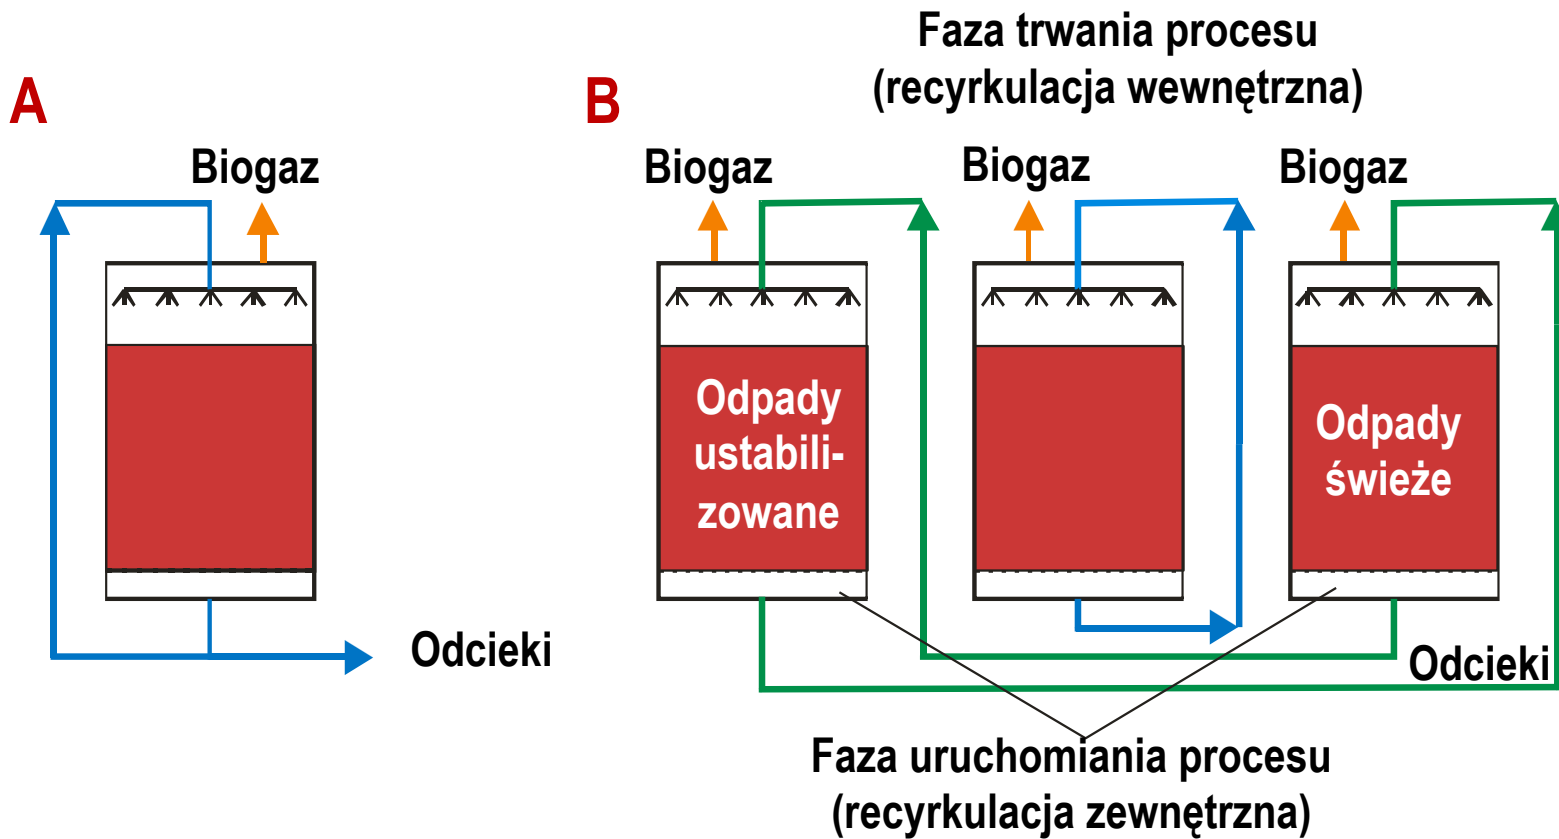 A
Biogaz
Odcieki
B
Faza trwania procesu
(recyrkulacja wewnętrzna)
Biogaz
Biogaz
Biogaz
Odpady
ustabili-
zowane
Odpady
świeże
Odcieki
Faza uruchomiania procesu
(recyrkulacja zewnętrzna)